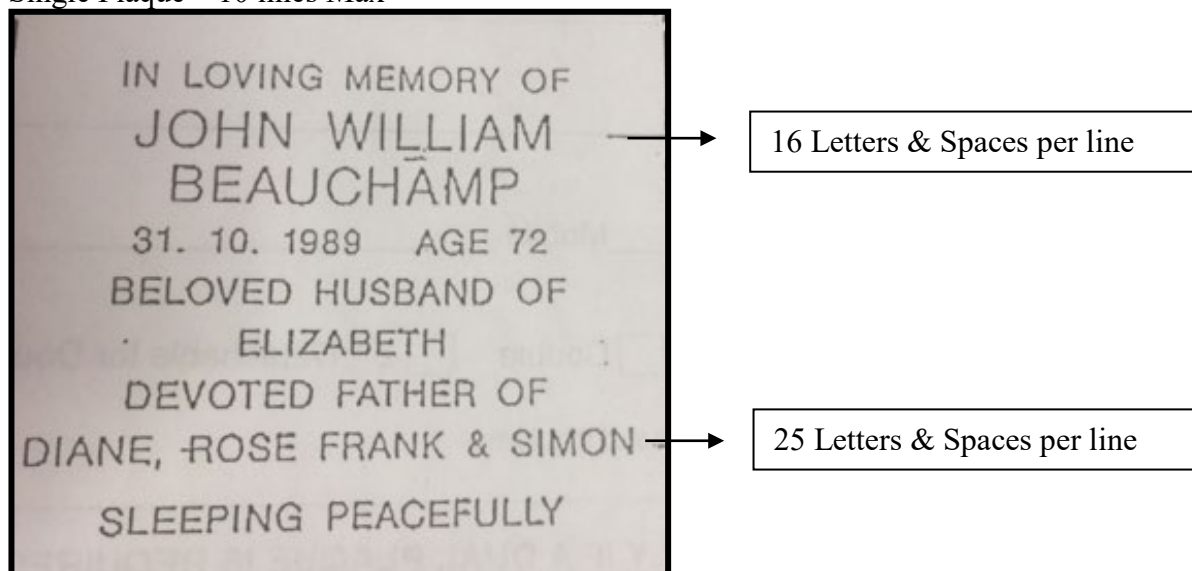 Single Plaque – 10 lines Max
IN LOVING MEMORY OF
JOHN WILLIAM
16 Letters & Spaces per line
BEAUCHAMP
31. 10. 1989 AGE 72
BELOVED HUSBAND OF
ELIZABETH
DEVOTED FATHER OF
DIANE, ROSE FRANK & SIMON
25 Letters & Spaces per line
SLEEPING PEACEFULLY